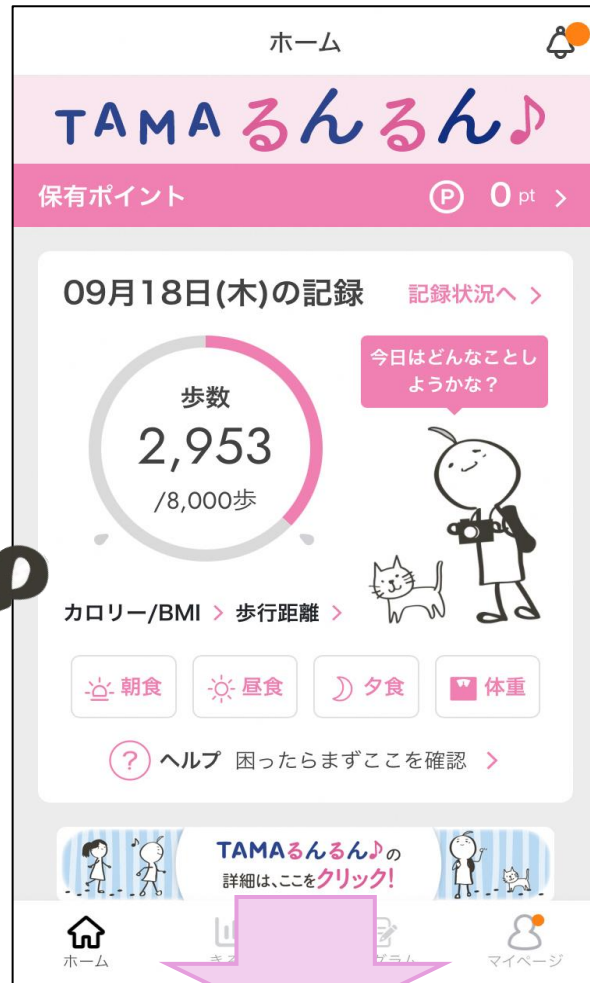 ホーム
TAMAるんるん♪
保有ポイント P 0 pt >
09月18日(木)の記録 記録状況へ >
今日はどんなことし
ようかな？
歩数
2,953
/8,000歩
カロリー/BMI > 歩行距離 >
朝食 昼食 夕食 体重
? ヘルプ 困ったらまずここを確認 >
TAMAるんるん♪の
詳細は、ここをクリック!
ホーム マイページ